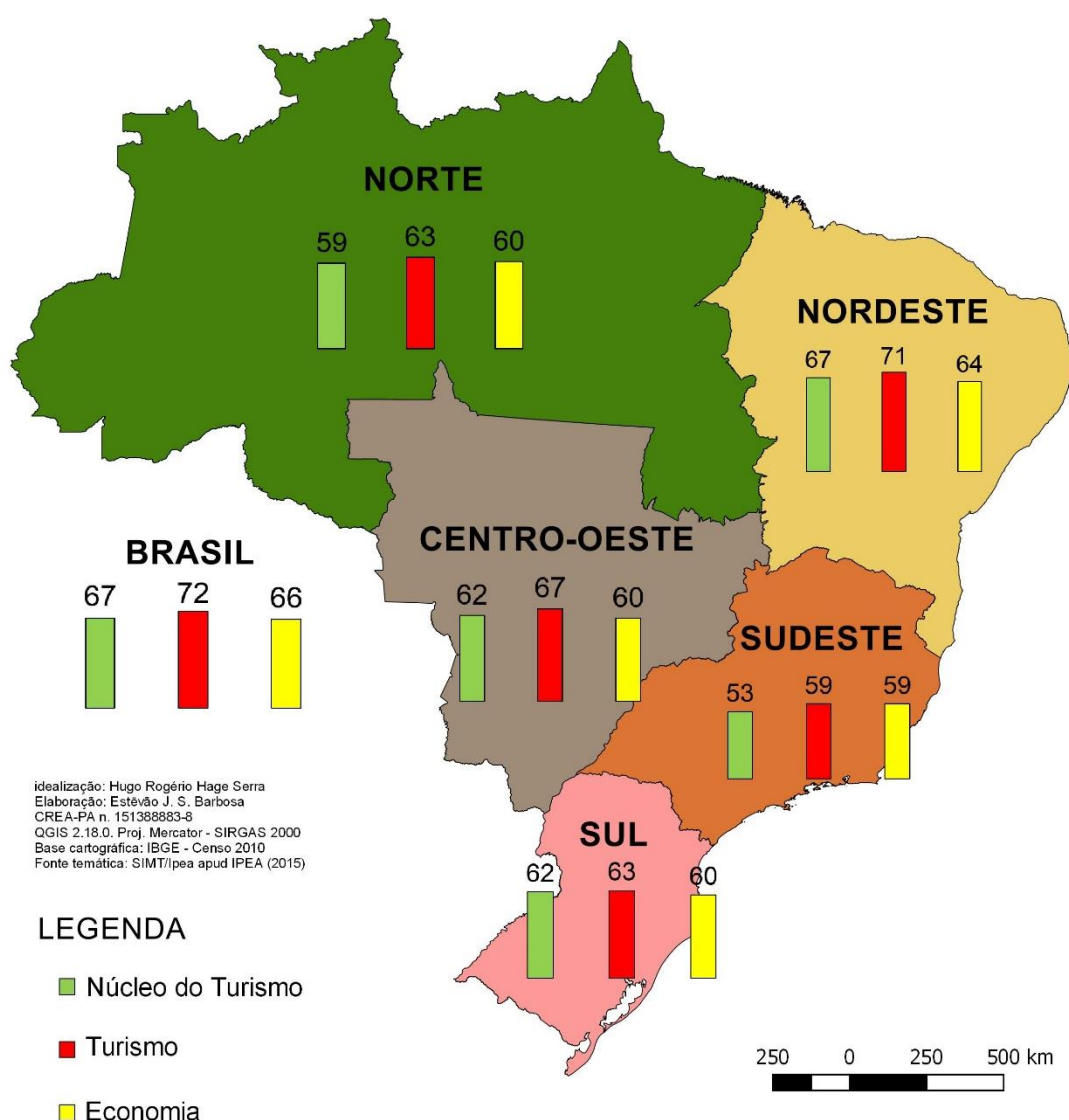 NORTE
59 63 60
NORDESTE
67 71 64
CENTRO-OESTE
62 67 60
BRASIL
67 72 66
SUDESTE
53 59 59
idealização: Hugo Rogério Hage Serra
Elaboração: Estêvão J. S. Barbosa
CREA-PA n. 151388883-8
QGIS 2.18.0. Proj. Mercator - SIRGAS 2000
Base cartográfica: IBGE - Censo 2010
Fonte temática: SIMT/Ipea apud IPEA (2015)
SUL
62 63 60
LEGENDA
Núcleo do Turismo
Turismo
Economia
250 0 250 500 km